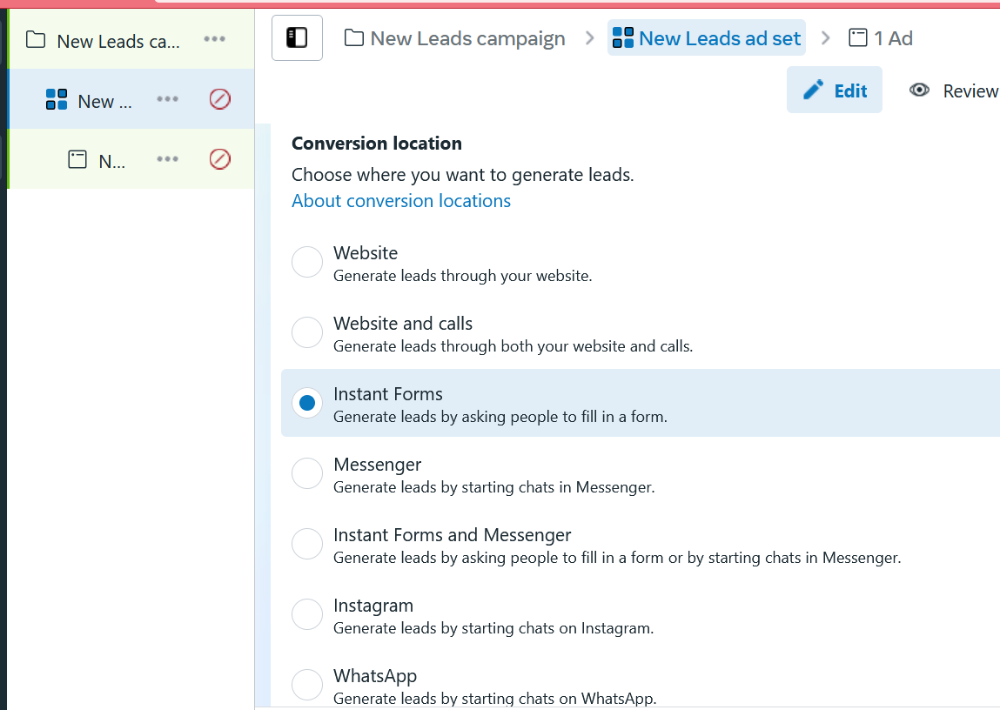 New Leads ca...
New ...
N...
New Leads campaign > New Leads ad set > 1 Ad
Edit
Review
Conversion location
Choose where you want to generate leads.
About conversion locations
Website
Generate leads through your website.
Website and calls
Generate leads through both your website and calls.
Instant Forms
Generate leads by asking people to fill in a form.
Messenger
Generate leads by starting chats in Messenger.
Instant Forms and Messenger
Generate leads by asking people to fill in a form or by starting chats in Messenger.
Instagram
Generate leads by starting chats on Instagram.
WhatsApp
Generate leads by starting chats on WhatsApp.